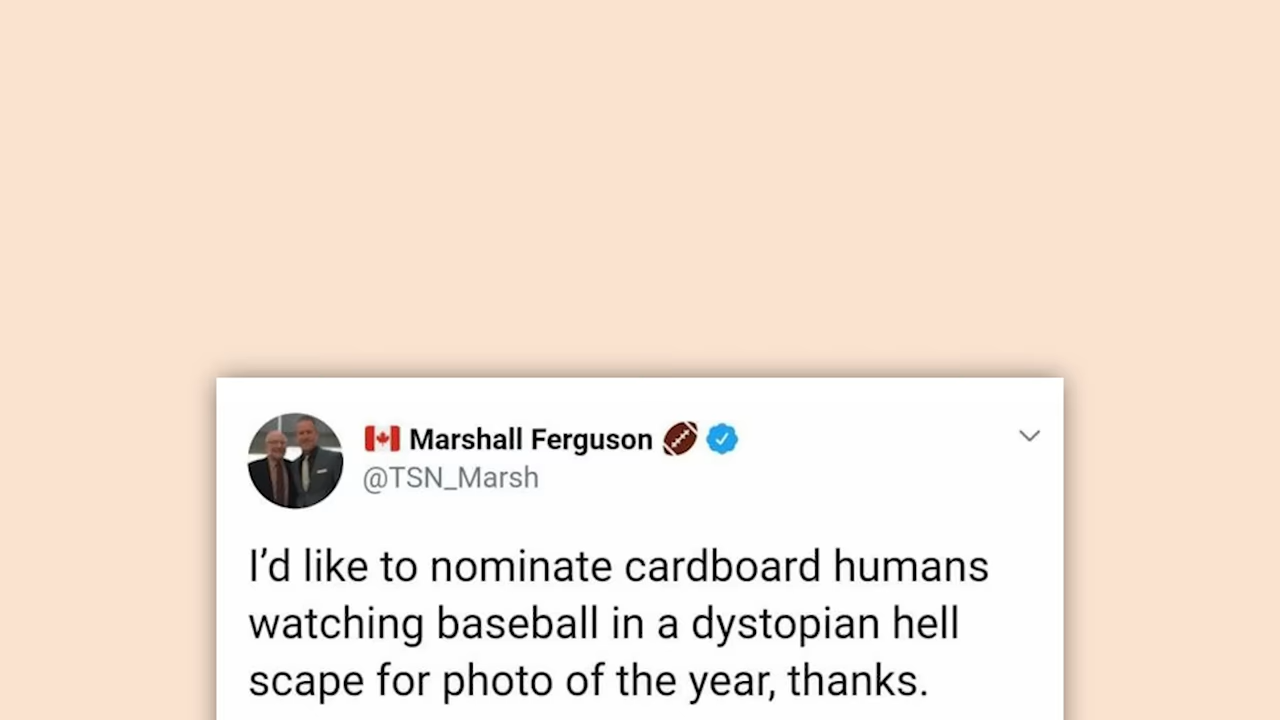 🇨🇦 Marshall Ferguson 🏈
@TSN_Marsh
I’d like to nominate cardboard humans
watching baseball in a dystopian hell
scape for photo of the year, thanks.